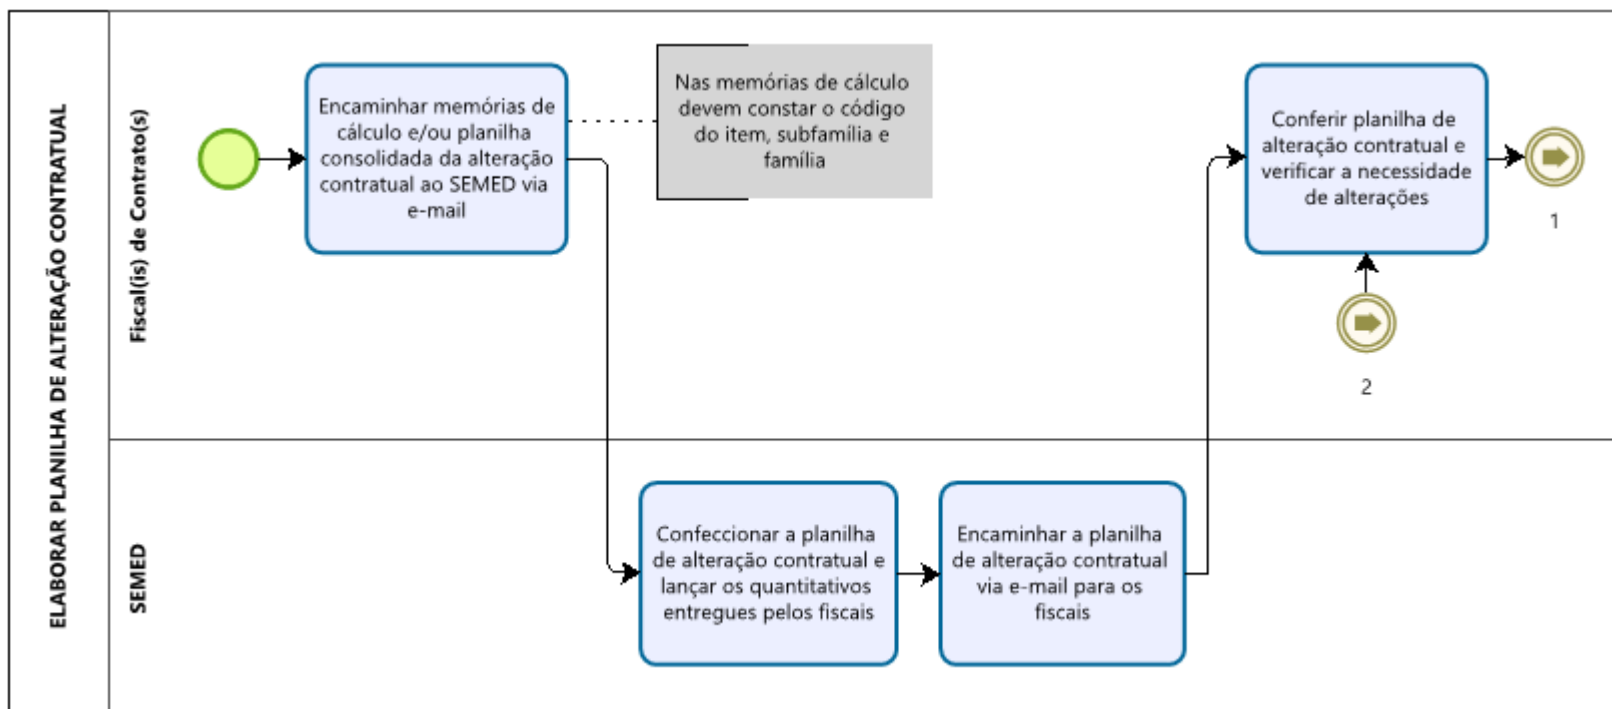 ELABORAR PLANILHA DE ALTERAÇÃO CONTRATUAL
Fiscal(is) de Contrato(s)
Encaminhar memórias de
cálculo e/ou planilha
consolidada da alteração
contratual ao SEMED via
e-mail
Nas memórias de cálculo
devem constar o código
do item, subfamília e
família
Conferir planilha de
alteração contratual e
verificar a necessidade
de alterações
1
2
SEMED
Confeccionar a planilha
de alteração contratual e
lançar os quantitativos
entregues pelos fiscais
Encaminhar a planilha
de alteração contratual
via e-mail para os
fiscais